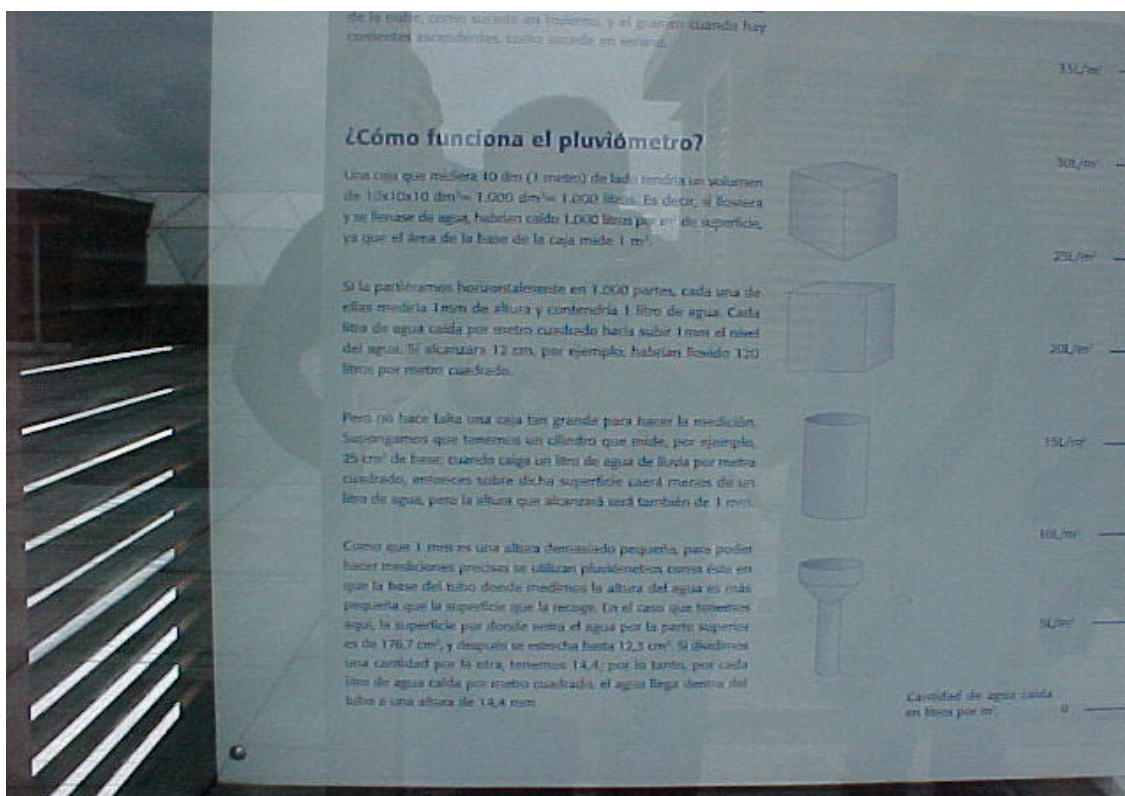 de la nube, como sucede en invierno, y el granizo cuando hay
corrientes ascendentes, como sucede en verano.
¿Cómo funciona el pluviómetro?
Una caja que midiera 10 dm (1 metro) de lado tendría un volumen
de 10x10x10 dm³= 1.000 dm³= 1.000 litros. Es decir, si lloviera
y se llenase de agua, habrían caído 1.000 litros por m² de superficie,
ya que el área de la base de la caja mide 1 m².
Si la partiéramos horizontalmente en 1.000 partes, cada una de
ellas mediría 1mm de altura y contendría 1 litro de agua. Cada
litro de agua caída por metro cuadrado haría subir 1mm el nivel
del agua. Si alcanzara 12 cm, por ejemplo, habrían llovido 120
litros por metro cuadrado.
Pero no hace falta una caja tan grande para hacer la medición.
Supongamos que tenemos un cilindro que mide, por ejemplo,
25 cm² de base; cuando caiga un litro de agua de lluvia por metro
cuadrado, entonces sobre dicha superficie caerá menos de un
litro de agua, pero la altura que alcanzará será también de 1 mm.
Como que 1 mm es una altura demasiado pequeña, para poder
hacer mediciones precisas se utilizan pluviómetros como éste en
que la base del tubo donde medimos la altura del agua es más
pequeña que la superficie que la recoge. En el caso que tenemos
aquí, la superficie por donde entra el agua por la parte superior
es de 176,7 cm², y después se estrecha hasta 12,3 cm². Si dividimos
una cantidad por la otra, tenemos 14,4; por lo tanto, por cada
litro de agua caída por metro cuadrado, el agua llega dentro del
tubo a una altura de 14,4 mm.
35L/m²
30L/m²
25L/m²
20L/m²
15L/m²
10L/m²
5L/m²
Cantidad de agua caída
en litros por m².
0